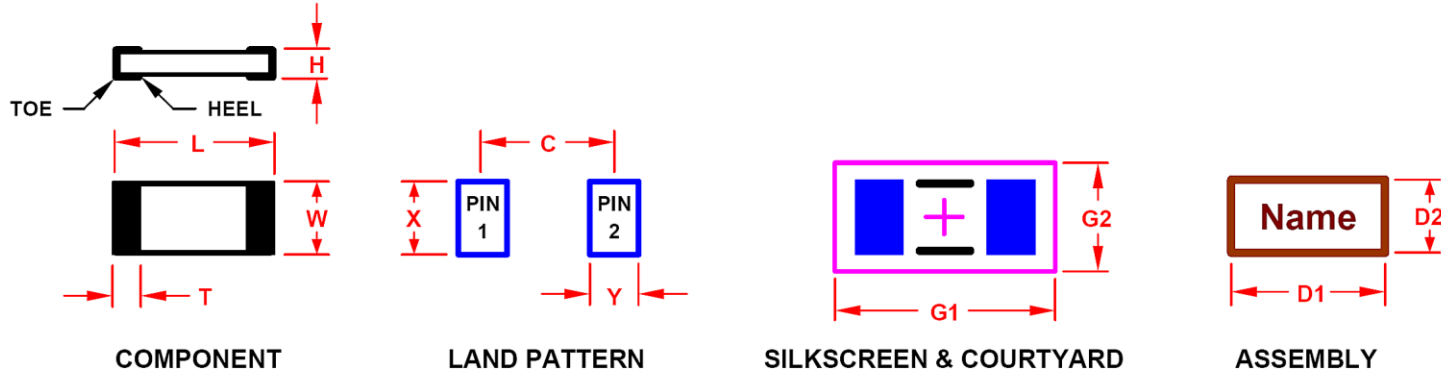 H
TOE
HEEL
L
C
W
X
PIN
1
PIN
2
G2
Name
D2
T
Y
G1
D1
COMPONENT
LAND PATTERN
SILKSCREEN & COURTYARD
ASSEMBLY